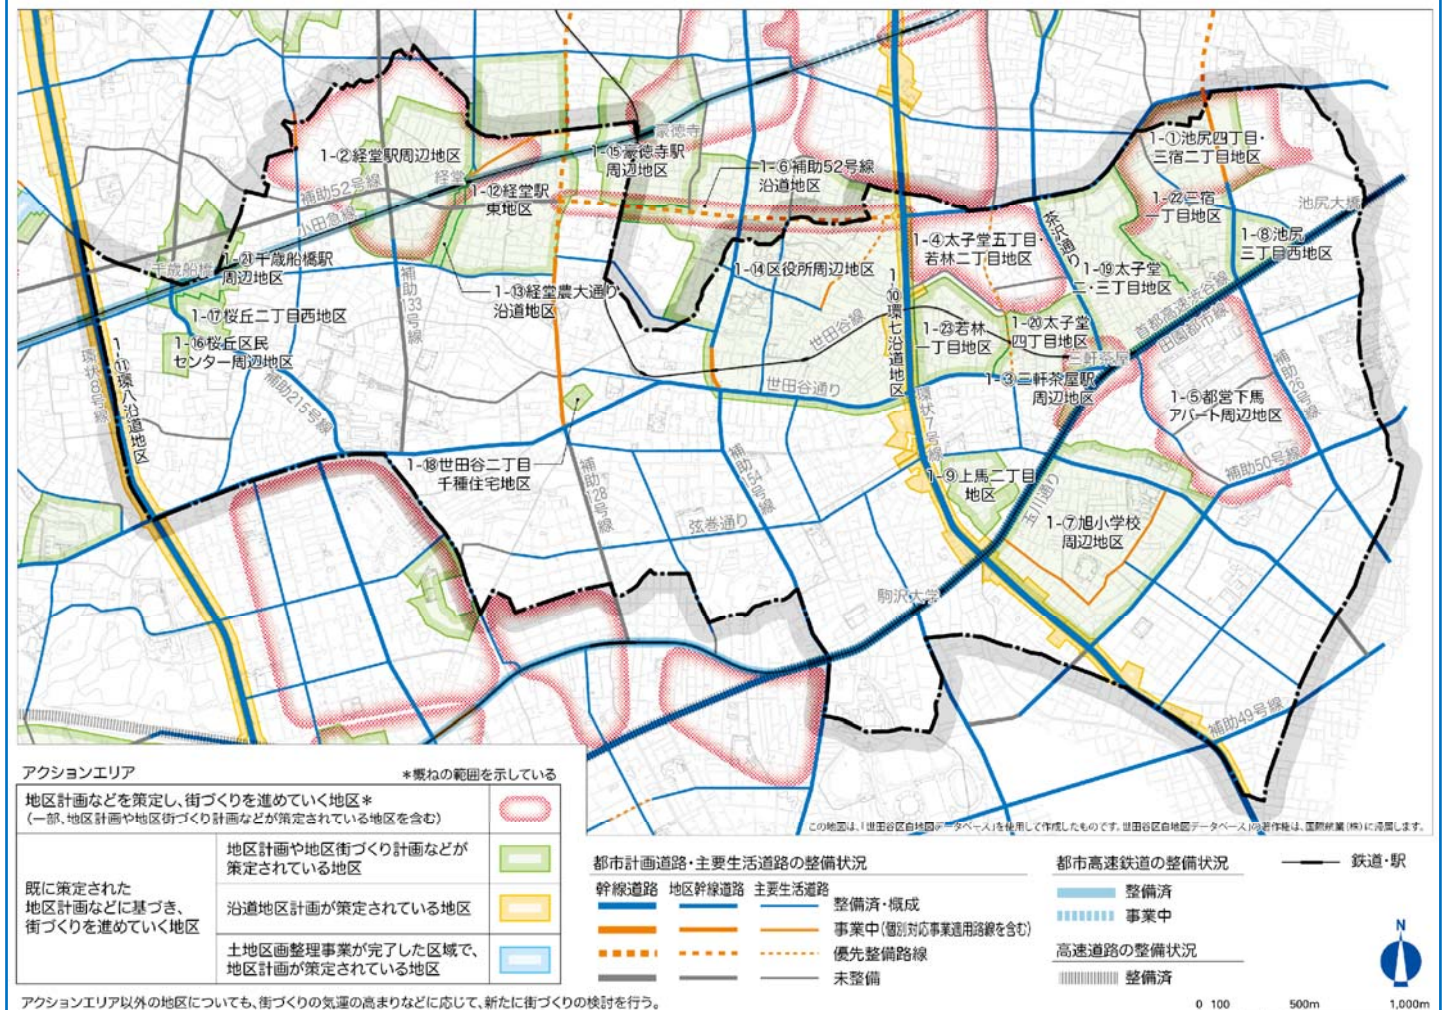 1-②経堂駅周辺地区
補助52号線
経堂
小田急線
1-⑫経堂駅
東地区
豪徳寺
1-⑮豪徳寺駅
周辺地区
1-⑥補助52号線
沿道地区
1-①池尻四丁目・
三宿二丁目地区
1-㉒三宿
一丁目地区
池尻大橋
1-⑧池尻
三丁目西地区
1-④太子堂五丁目・
若林二丁目地区
茶沢通り
1-⑲太子堂
二・三丁目地区
千歳船橋
1-㉑千歳船橋駅
周辺地区
1-⑰桜丘二丁目西地区
1-⑯桜丘区民
センター周辺地区
補助133号線
1-⑬経堂農大通り
沿道地区
1-⑭区役所周辺地区
世田谷線
1-⑩環七沿道地区
1-㉓若林
一丁目地区
1-⑳太子堂
四丁目地区
首都高速渋谷線
田園都市線
三軒茶屋
1-③三軒茶屋駅
周辺地区
補助26号線
1-⑤都営下馬
アパート周辺地区
環状8号線
1-⑪環八沿道地区
補助215号線
世田谷通り
環状7号線
1-⑱世田谷二丁目
千種住宅地区
補助128号線
補助154号線
弦巻通り
1-⑨上馬二丁目
地区
玉川通り
補助50号線
1-⑦旭小学校
周辺地区
駒沢大学
補助49号線
この地図は、「世田谷区白地図データベース」を使用して作成したものです。世田谷区白地図データベースの著作権は、国際航業(株)に帰属します。
アクションエリア
*概ねの範囲を示している
地区計画などを策定し、街づくりを進めていく地区*
(一部、地区計画や地区街づくり計画などが策定されている地区を含む)
既に策定された
地区計画などに基づき、
街づくりを進めていく地区
地区計画や地区街づくり計画などが
策定されている地区
沿道地区計画が策定されている地区
土地区画整理事業が完了した区域で、
地区計画が策定されている地区
アクションエリア以外の地区についても、街づくりの気運の高まりなどに応じて、新たに街づくりの検討を行う。
都市計画道路・主要生活道路の整備状況
幹線道路 地区幹線道路 主要生活道路
整備済・概成
事業中(個別対応事業適用路線を含む)
優先整備路線
未整備
都市高速鉄道の整備状況
整備済
事業中
高速道路の整備状況
整備済
鉄道・駅
N
0 100 500m 1,000m